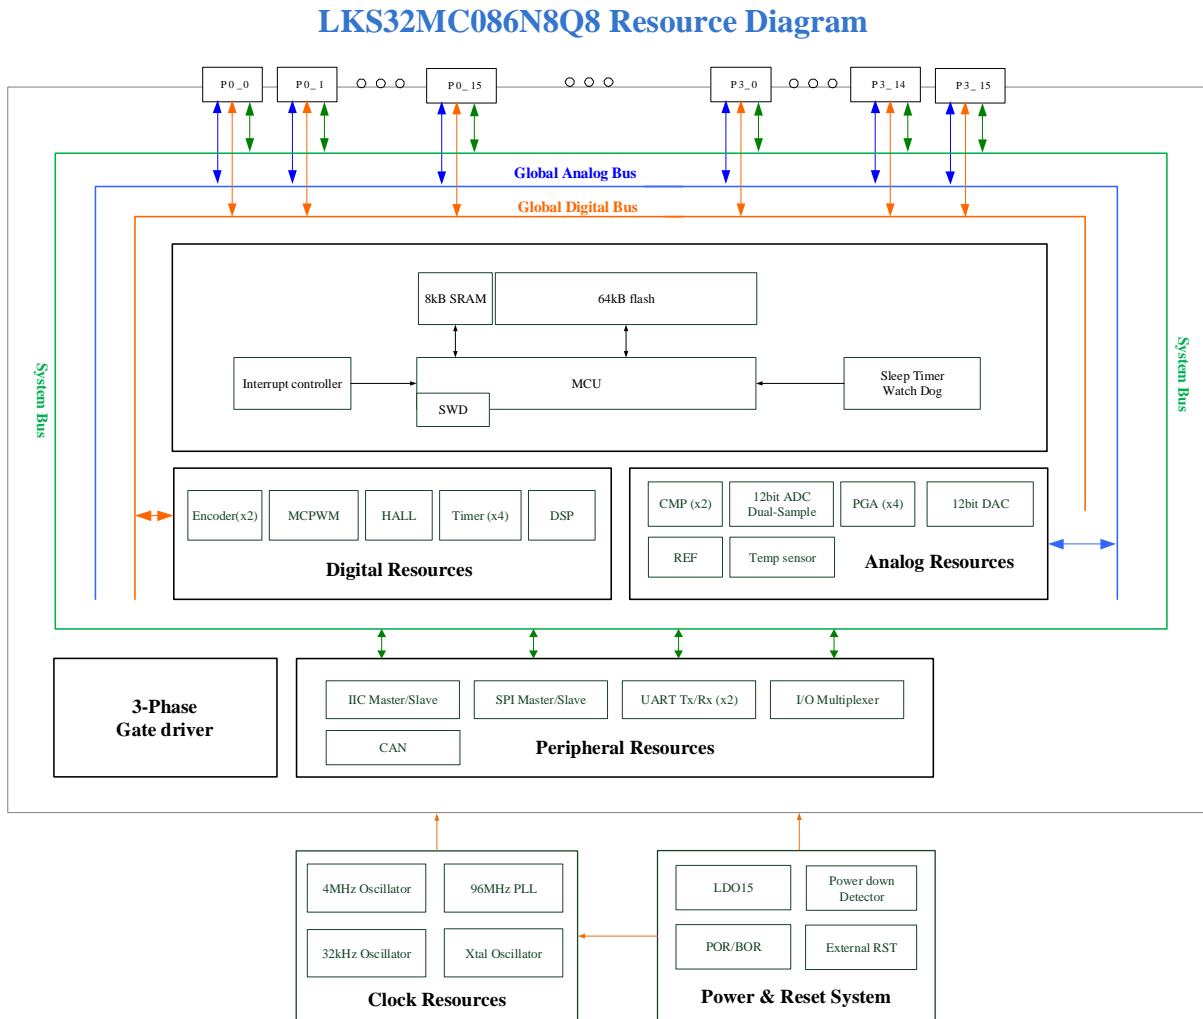 LKS32MC086N8Q8 Resource Diagram
P0_0
P0_1
P0_15
P3_0
P3_14
P3_15
Global Analog Bus
Global Digital Bus
System Bus
System Bus
8kB SRAM
64kB flash
Interrupt controller
MCU
SWD
Sleep Timer
Watch Dog
Encoder(x2)
MCPWM
HALL
Timer (x4)
DSP
Digital Resources
CMP (x2)
12bit ADC
Dual-Sample
PGA (x4)
12bit DAC
REF
Temp sensor
Analog Resources
3-Phase
Gate driver
IIC Master/Slave
SPI Master/Slave
UART Tx/Rx (x2)
I/O Multiplexer
CAN
Peripheral Resources
4MHz Oscillator
96MHz PLL
32kHz Oscillator
Xtal Oscillator
Clock Resources
LDO15
Power down
Detector
POR/BOR
External RST
Power & Reset System